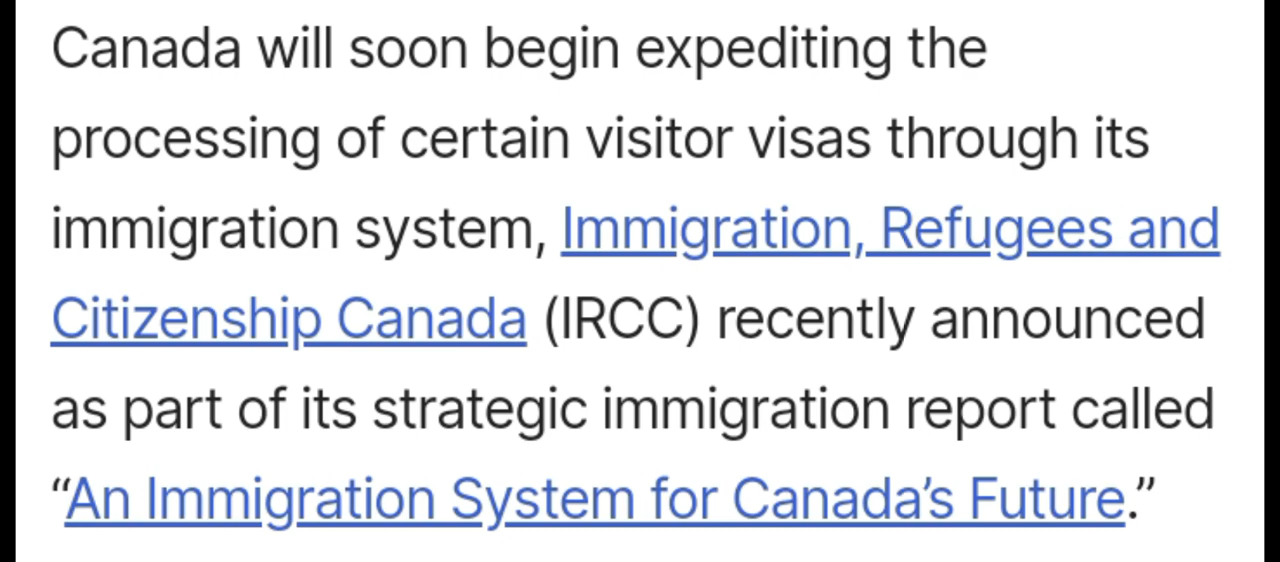 Canada will soon begin expediting the
processing of certain visitor visas through its
immigration system, Immigration, Refugees and
Citizenship Canada (IRCC) recently announced
as part of its strategic immigration report called
“An Immigration System for Canada’s Future.”